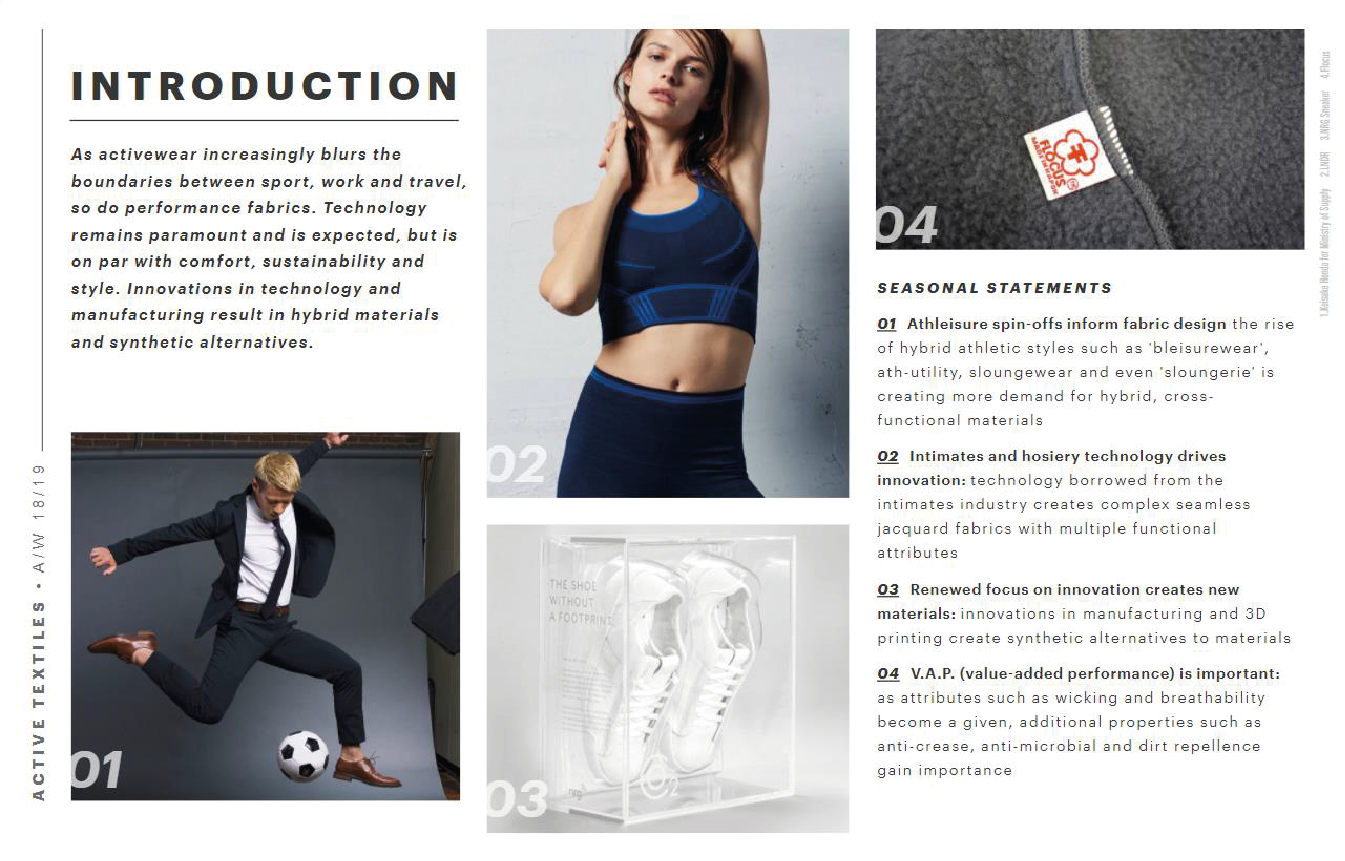 INTRODUCTION
As activewear increasingly blurs the
boundaries between sport, work and travel,
so do performance fabrics. Technology
remains paramount and is expected, but is
on par with comfort, sustainability and
style. Innovations in technology and
manufacturing result in hybrid materials
and synthetic alternatives.
ACTIVE TEXTILES • A/W 18/19
01
02
THE SHOE
WITHOUT
A FOOTPRINT
03
04
FLOCUS
SEASONAL STATEMENTS
01 Athleisure spin-offs inform fabric design the rise
of hybrid athletic styles such as 'bleisurewear',
ath-utility, sloungewear and even 'sloungerie' is
creating more demand for hybrid, cross-
functional materials
02 Intimates and hosiery technology drives
innovation: technology borrowed from the
intimates industry creates complex seamless
jacquard fabrics with multiple functional
attributes
03 Renewed focus on innovation creates new
materials: innovations in manufacturing and 3D
printing create synthetic alternatives to materials
04 V.A.P. (value-added performance) is important:
as attributes such as wicking and breathability
become a given, additional properties such as
anti-crease, anti-microbial and dirt repellence
gain importance
1.Keisuke Honda for Ministry of Supply 2.LNDR 3.NRG Sneaker 4.Flocus